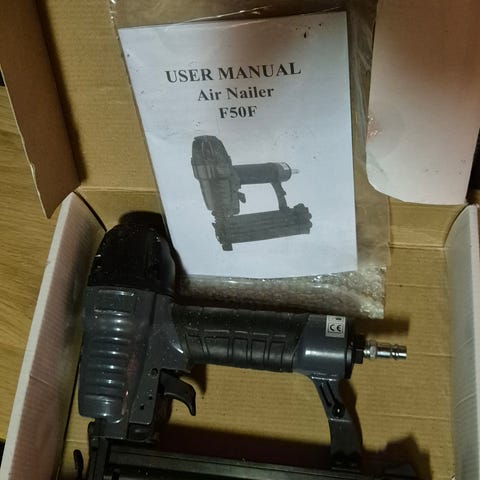 USER MANUAL
Air Nailer
F50F
CE